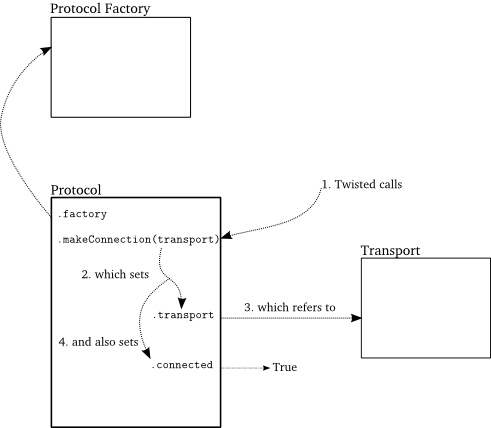 Protocol Factory
Protocol
1. Twisted calls
.factory
.makeConnection(transport)
Transport
2. which sets
3. which refers to
.transport
4. and also sets
.connected
True